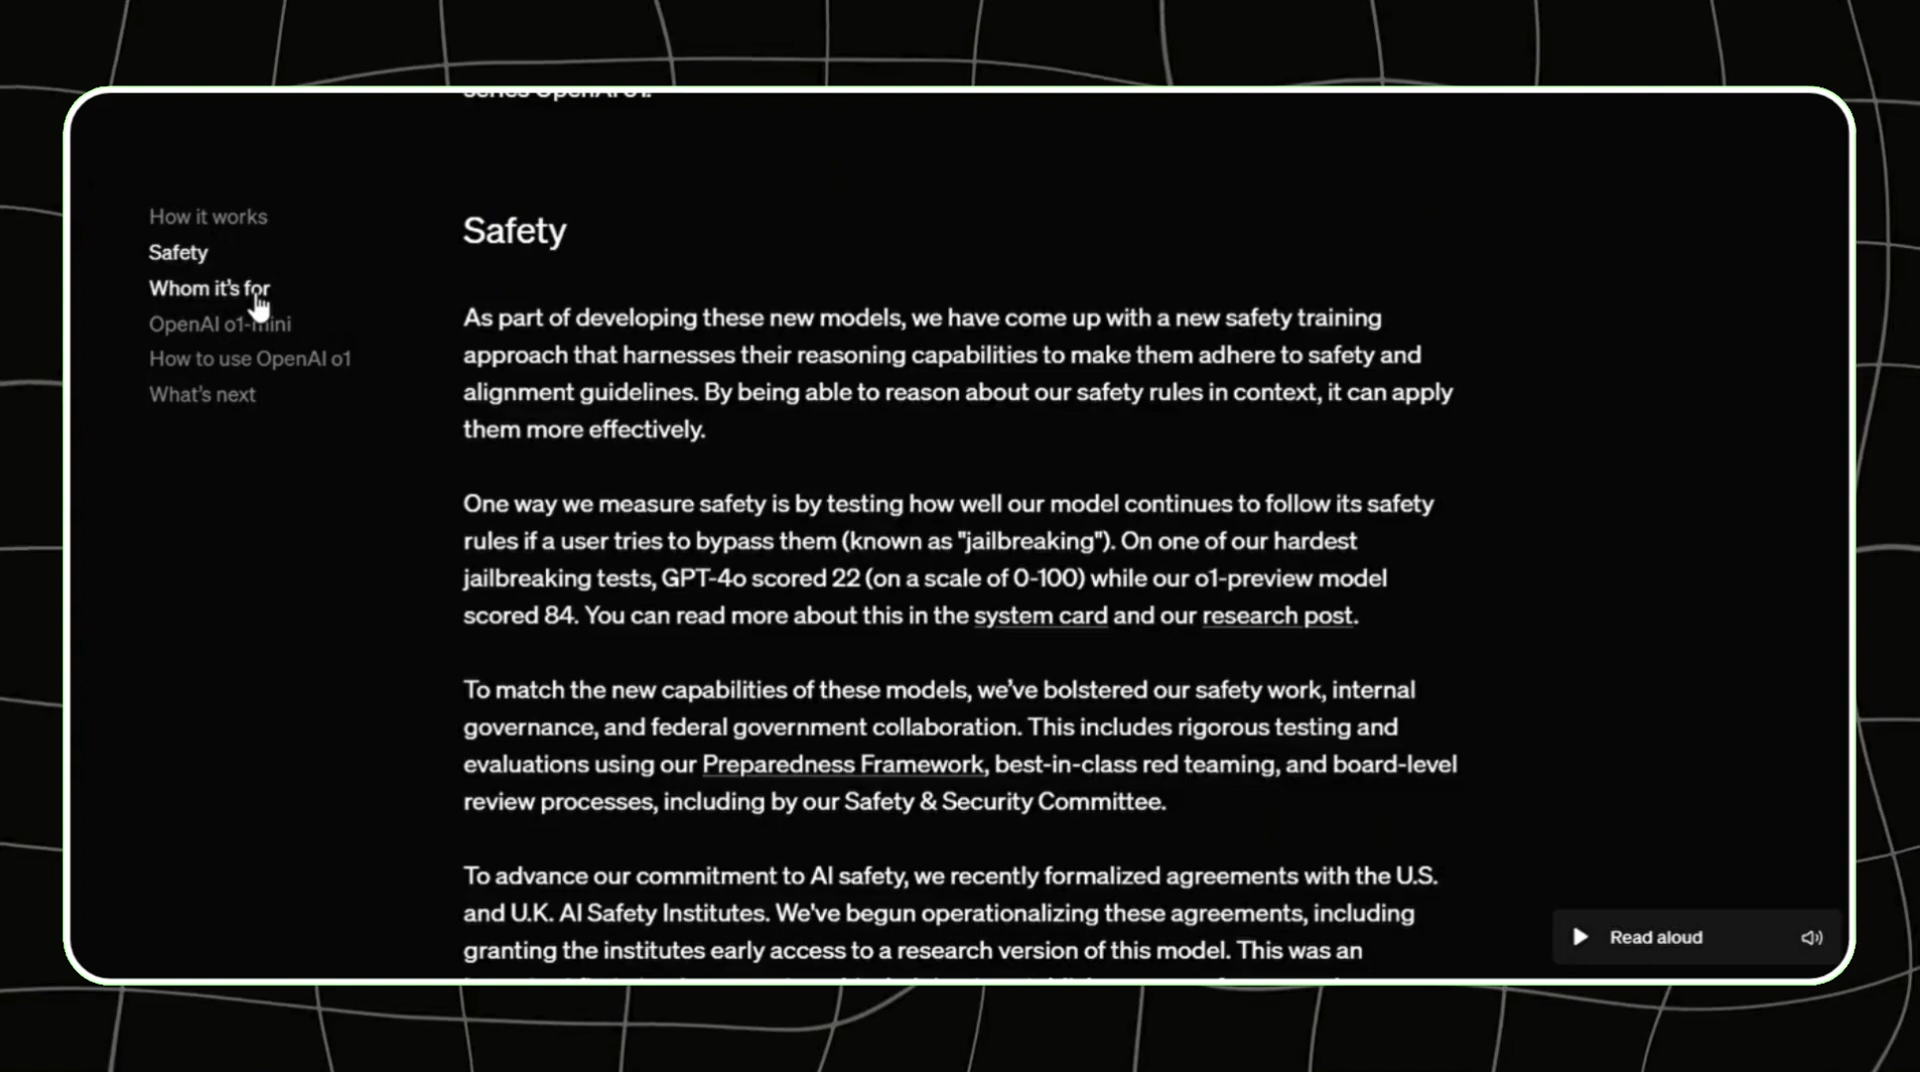 series OpenAI o1.
How it works
Safety
Whom it's for
OpenAI o1-mini
How to use OpenAI o1
What's next
Safety
As part of developing these new models, we have come up with a new safety training
approach that harnesses their reasoning capabilities to make them adhere to safety and
alignment guidelines. By being able to reason about our safety rules in context, it can apply
them more effectively.
One way we measure safety is by testing how well our model continues to follow its safety
rules if a user tries to bypass them (known as "jailbreaking"). On one of our hardest
jailbreaking tests, GPT-4o scored 22 (on a scale of 0-100) while our o1-preview model
scored 84. You can read more about this in the system card and our research post.
To match the new capabilities of these models, we've bolstered our safety work, internal
governance, and federal government collaboration. This includes rigorous testing and
evaluations using our Preparedness Framework, best-in-class red teaming, and board-level
review processes, including by our Safety & Security Committee.
To advance our commitment to AI safety, we recently formalized agreements with the U.S.
and U.K. AI Safety Institutes. We've begun operationalizing these agreements, including
granting the institutes early access to a research version of this model. This was an
Read aloud